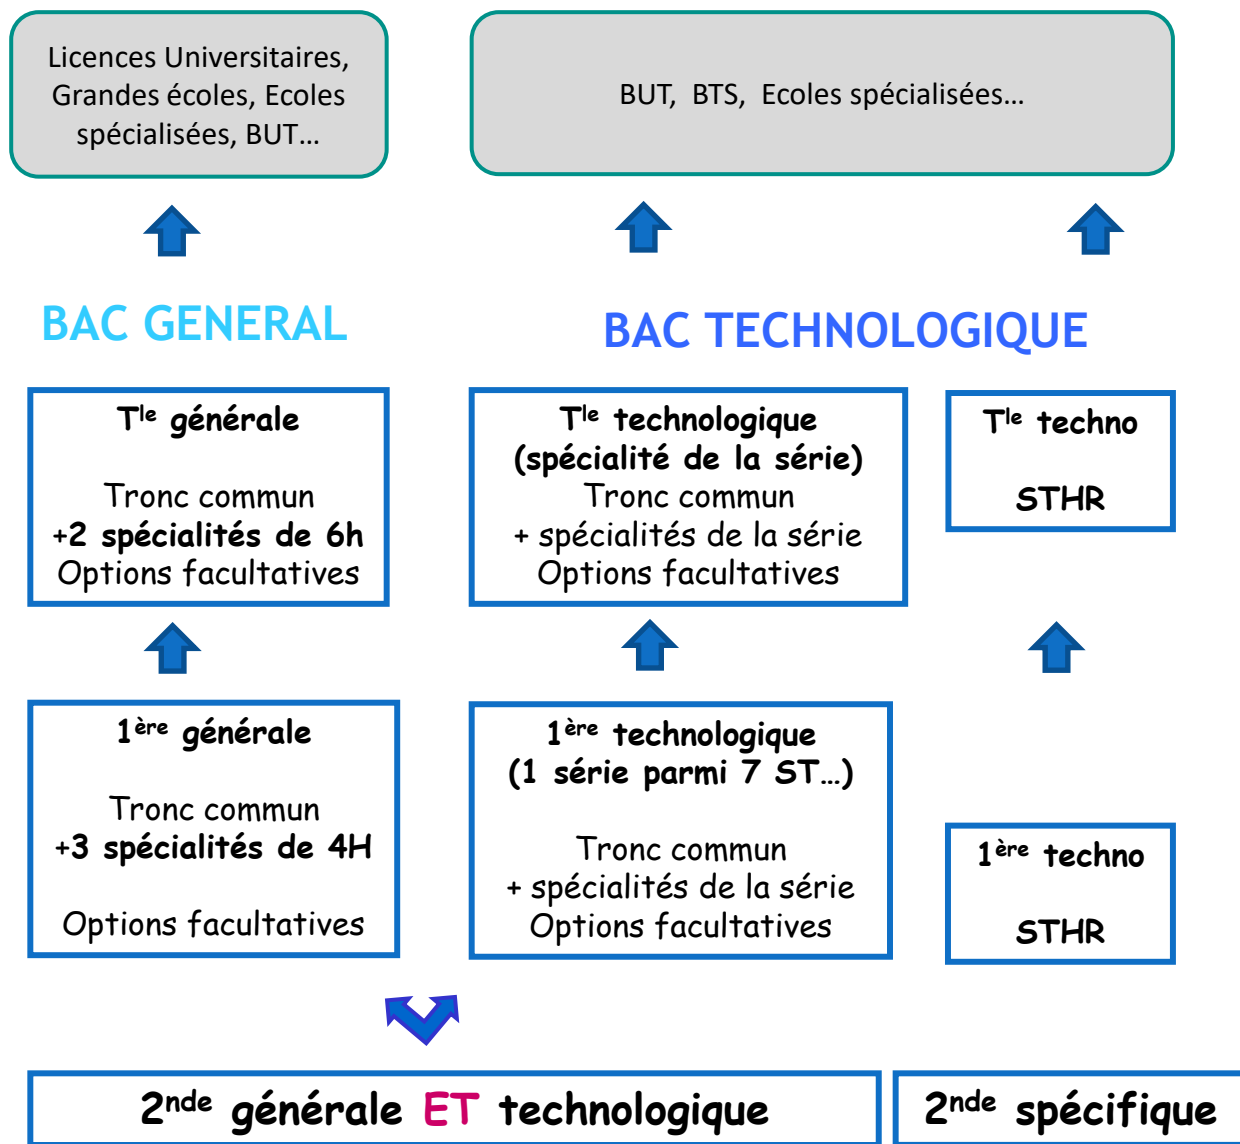 Licences Universitaires,
Grandes écoles, Ecoles
spécialisées, BUT…
BUT, BTS, Ecoles spécialisées…
BAC GENERAL
BAC TECHNOLOGIQUE
Tle générale
Tronc commun
+2 spécialités de 6h
Options facultatives
Tle technologique
(spécialité de la série)
Tronc commun
+ spécialités de la série
Options facultatives
Tle techno
STHR
1ère générale
Tronc commun
+3 spécialités de 4H
Options facultatives
1ère technologique
(1 série parmi 7 ST…)
Tronc commun
+ spécialités de la série
Options facultatives
1ère techno
STHR
2nde générale ET technologique
2nde spécifique